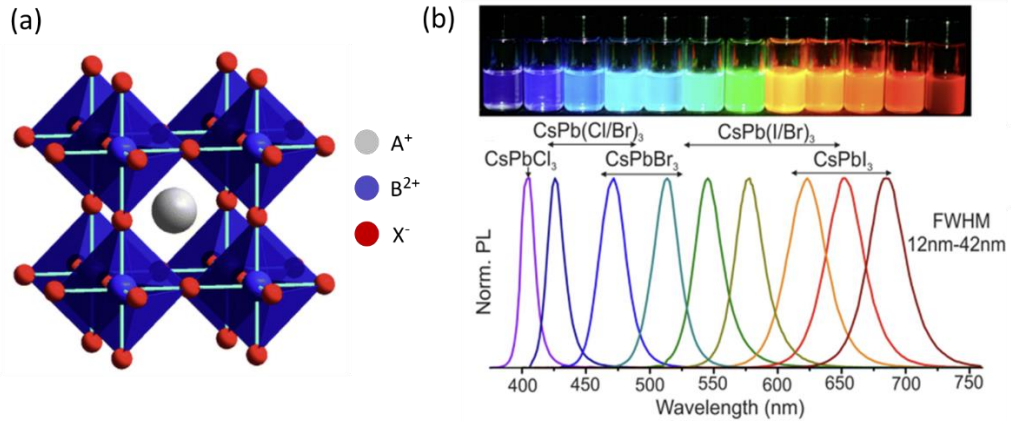 (a)
A⁺
B²⁺
X⁻
(b)
CsPb(Cl/Br)₃
CsPb(I/Br)₃
CsPbCl₃
CsPbBr₃
CsPbI₃
FWHM
12nm-42nm
Norm. PL
400 450 500 550 600 650 700 750
Wavelength (nm)